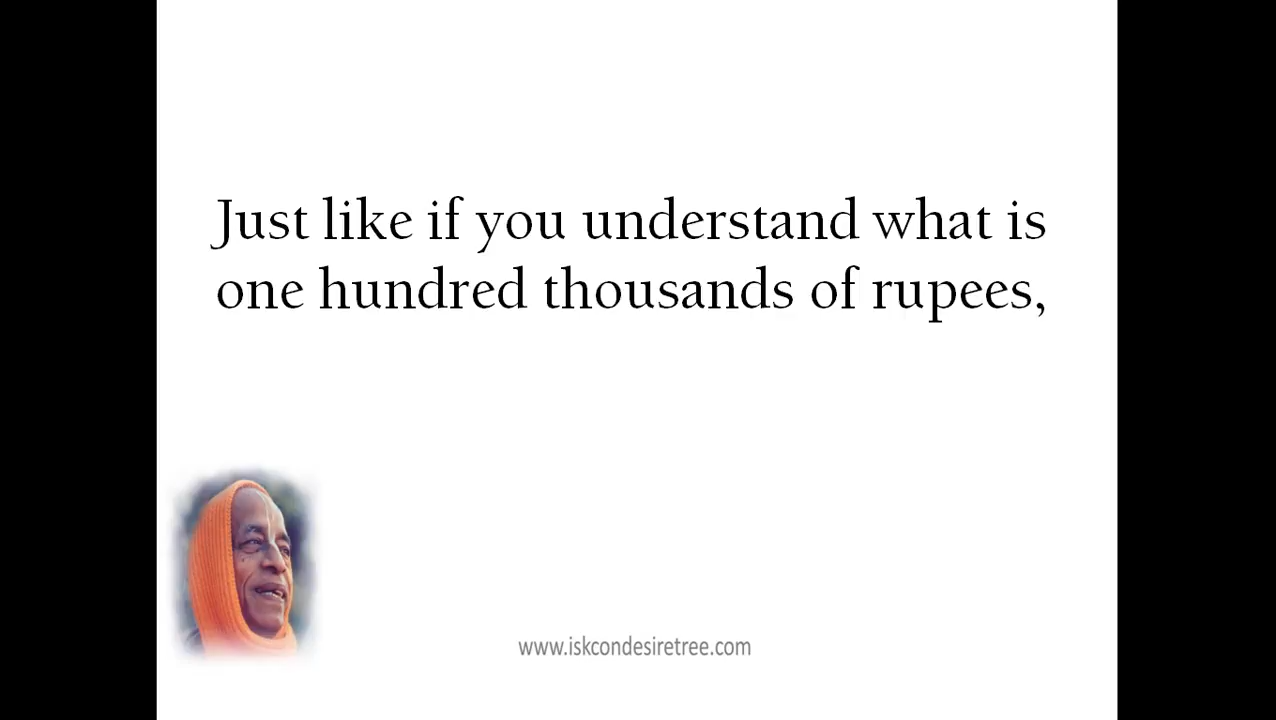 Just like if you understand what is
one hundred thousands of rupees,
www.iskcondesiretree.com